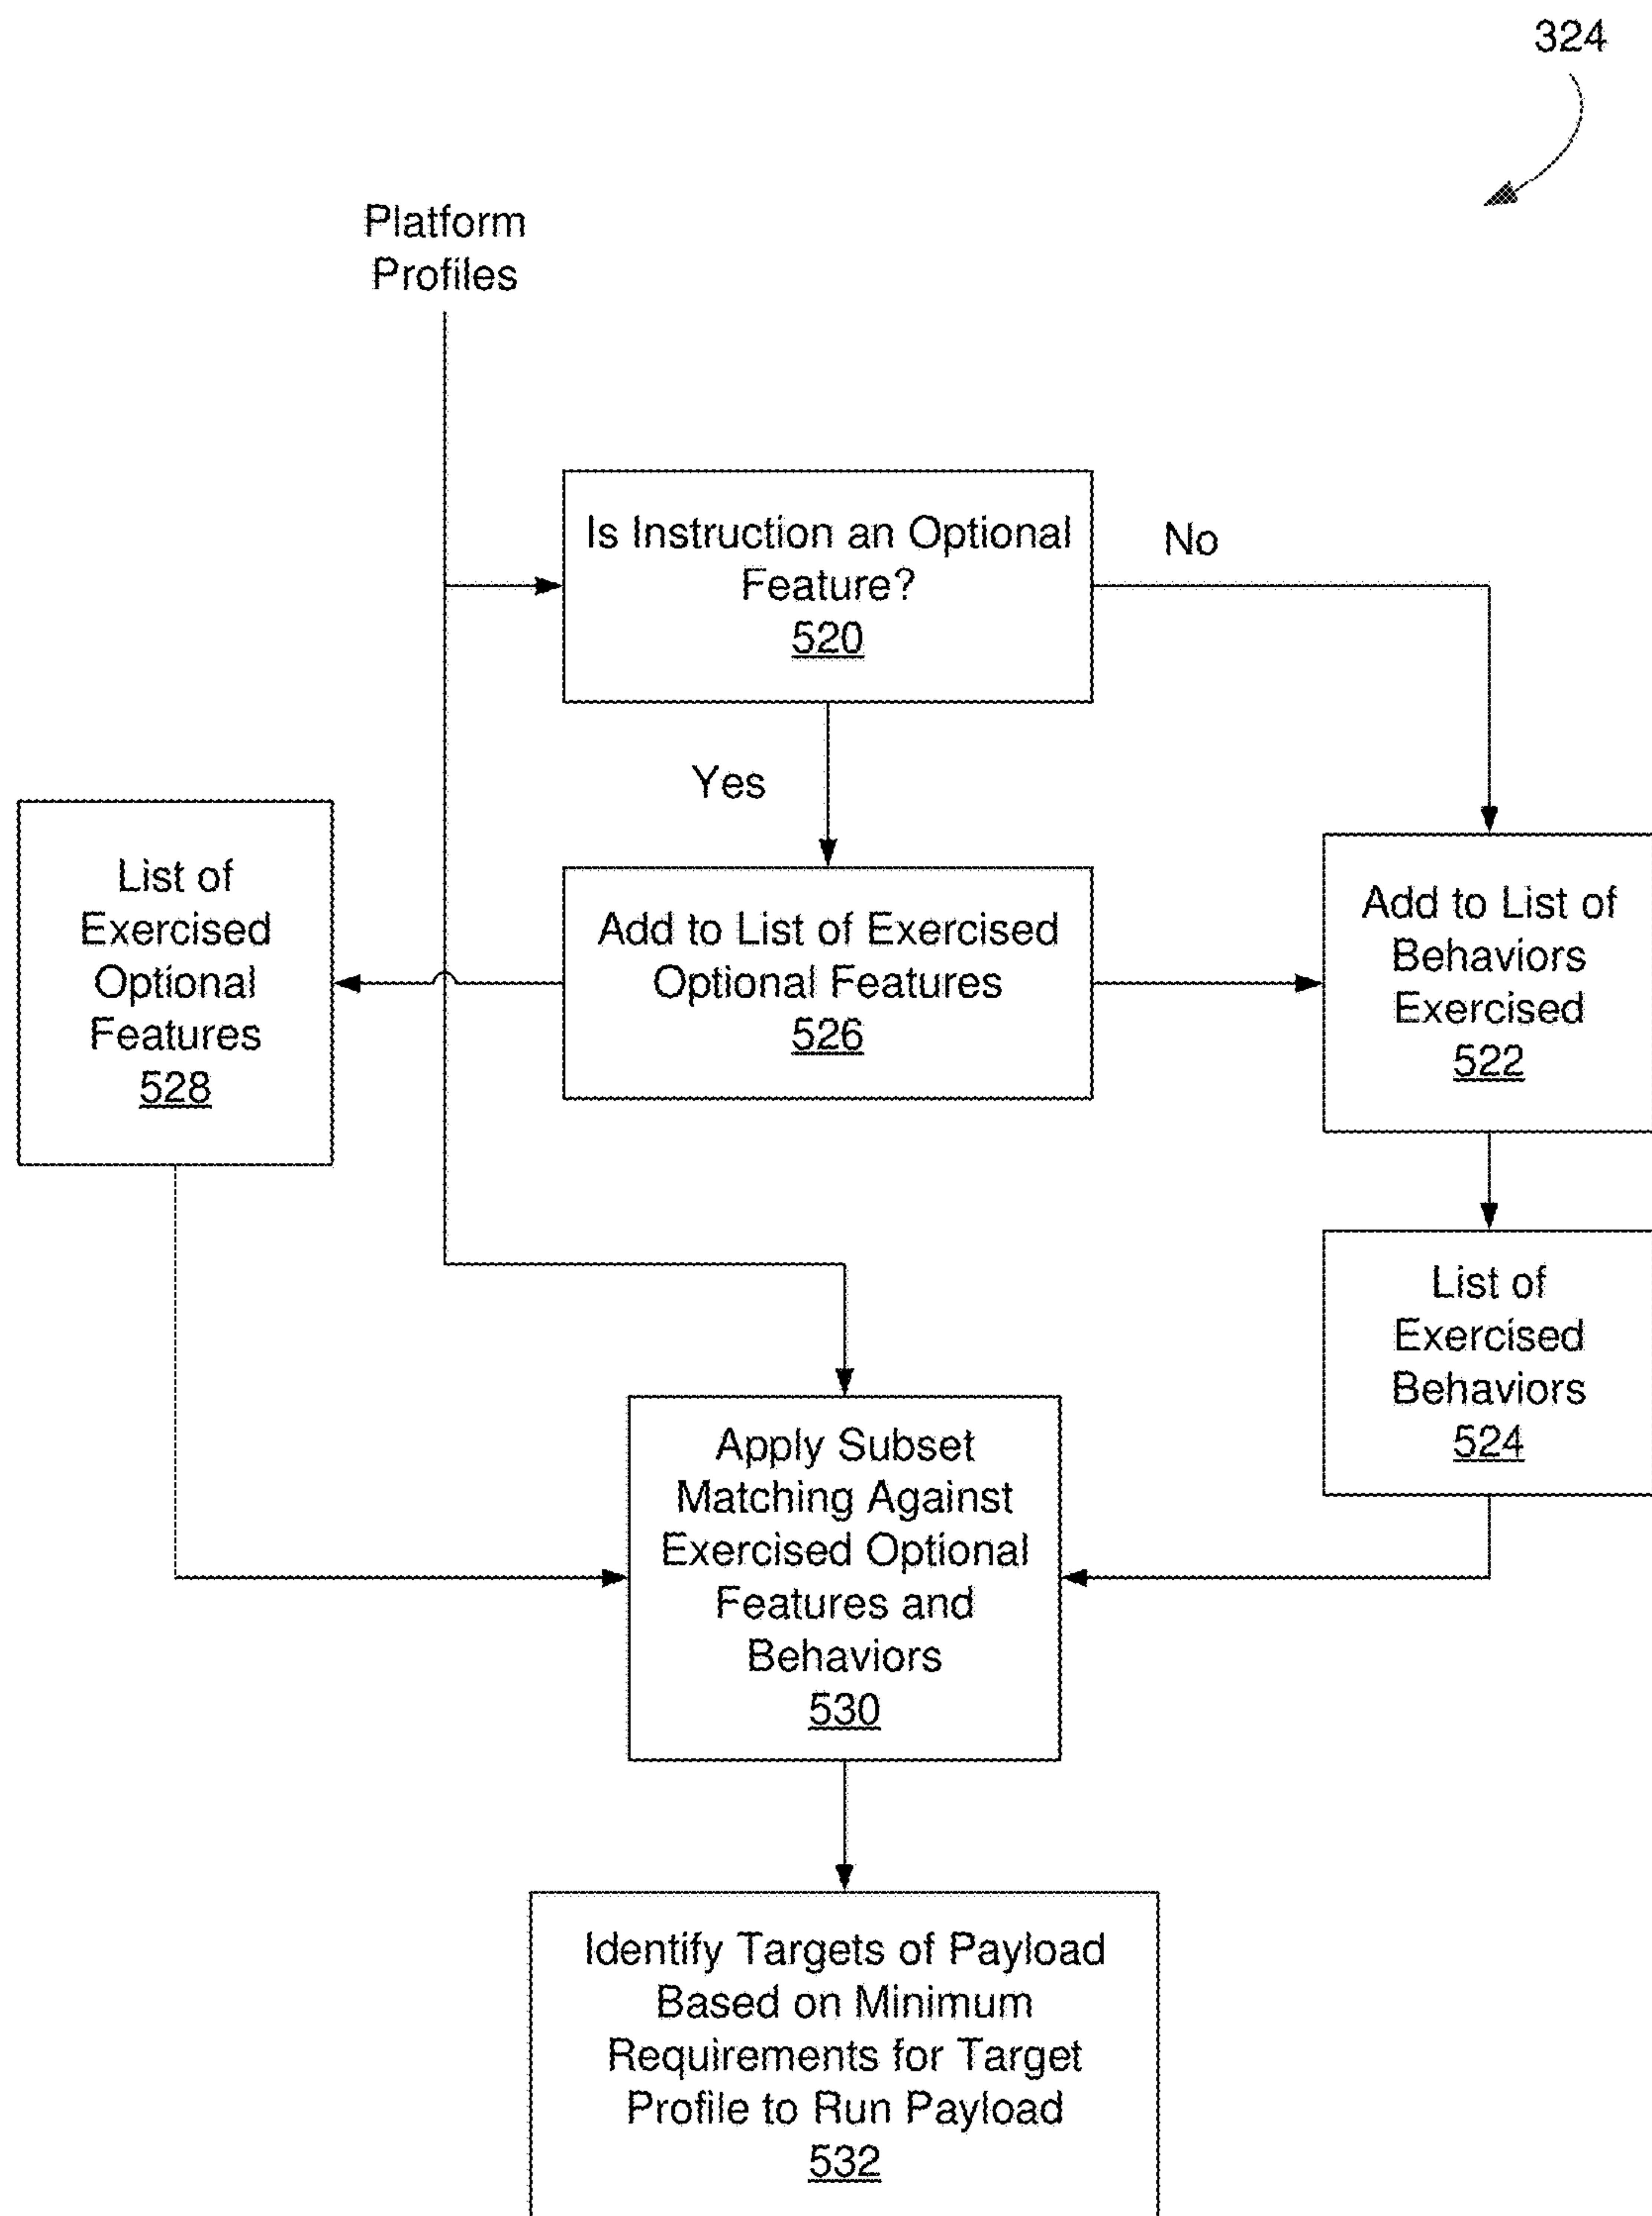 324
Platform
Profiles
Is Instruction an Optional
Feature?
520
No
Yes
List of
Exercised
Optional
Features
528
Add to List of Exercised
Optional Features
526
Add to List of
Behaviors
Exercised
522
List of
Exercised
Behaviors
524
Apply Subset
Matching Against
Exercised Optional
Features and
Behaviors
530
Identify Targets of Payload
Based on Minimum
Requirements for Target
Profile to Run Payload
532